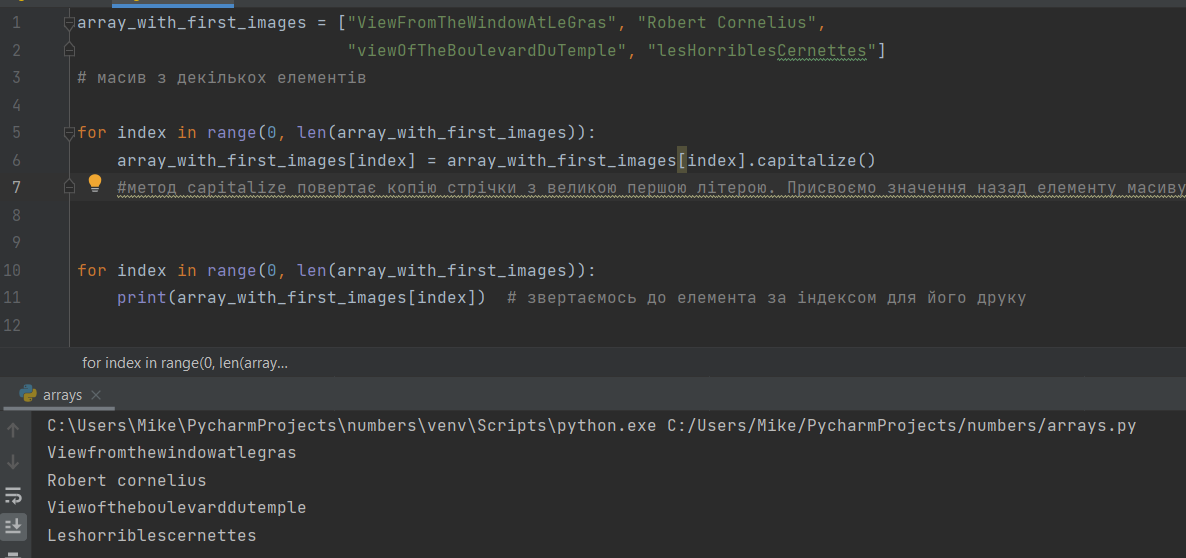 1 array_with_first_images = ["ViewFromTheWindowAtLeGras", "Robert Cornelius",
2 "viewOfTheBoulevardDuTemple", "lesHorriblesCernettes"]
3 # масив з декількох елементів
4
5 for index in range(0, len(array_with_first_images)):
6 array_with_first_images[index] = array_with_first_images[index].capitalize()
7 #метод capitalize повертає копію стрічки з великою першою літерою. Присвоємо значення назад елементу масиву
8
9
10 for index in range(0, len(array_with_first_images)):
11 print(array_with_first_images[index]) # звертаємось до елемента за індексом для його друку
12
for index in range(0, len(array...
arrays
C:\Users\Mike\PycharmProjects\numbers\venv\Scripts\python.exe C:/Users/Mike/PycharmProjects/numbers/arrays.py
Viewfromthewindowatlegras
Robert cornelius
Viewoftheboulevarddutemple
Leshorriblescernettes